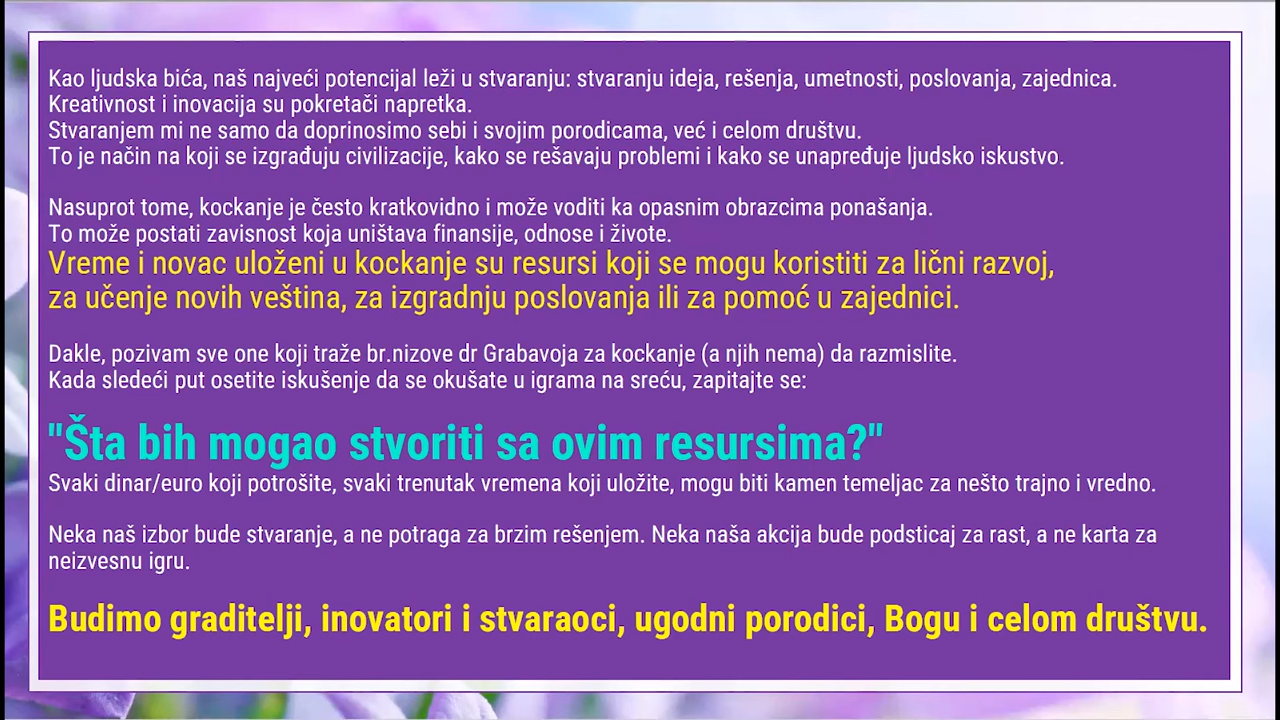 Kao ljudska bića, naš najveći potencijal leži u stvaranju: stvaranju ideja, rešenja, umetnosti, poslovanja, zajednica.
Kreativnost i inovacija su pokretači napretka.
Stvaranjem mi ne samo da doprinosimo sebi i svojim porodicama, već i celom društvu.
To je način na koji se izgrađuju civilizacije, kako se rešavaju problemi i kako se unapređuje ljudsko iskustvo.
Nasuprot tome, kockanje je često kratkovidno i može voditi ka opasnim obrazcima ponašanja.
To može postati zavisnost koja uništava finansije, odnose i živote.
Vreme i novac uloženi u kockanje su resursi koji se mogu koristiti za lični razvoj,
za učenje novih veština, za izgradnju poslovanja ili za pomoć u zajednici.
Dakle, pozivam sve one koji traže br.nizove dr Grabavoja za kockanje (a njih nema) da razmislite.
Kada sledeći put osetite iskušenje da se okušate u igrama na sreću, zapitajte se:
"Šta bih mogao stvoriti sa ovim resursima?"
Svaki dinar/euro koji potrošite, svaki trenutak vremena koji uložite, mogu biti kamen temeljac za nešto trajno i vredno.
Neka naš izbor bude stvaranje, a ne potraga za brzim rešenjem. Neka naša akcija bude podsticaj za rast, a ne karta za
neizvesnu igru.
Budimo graditelji, inovatori i stvaraoci, ugodni porodici, Bogu i celom društvu.